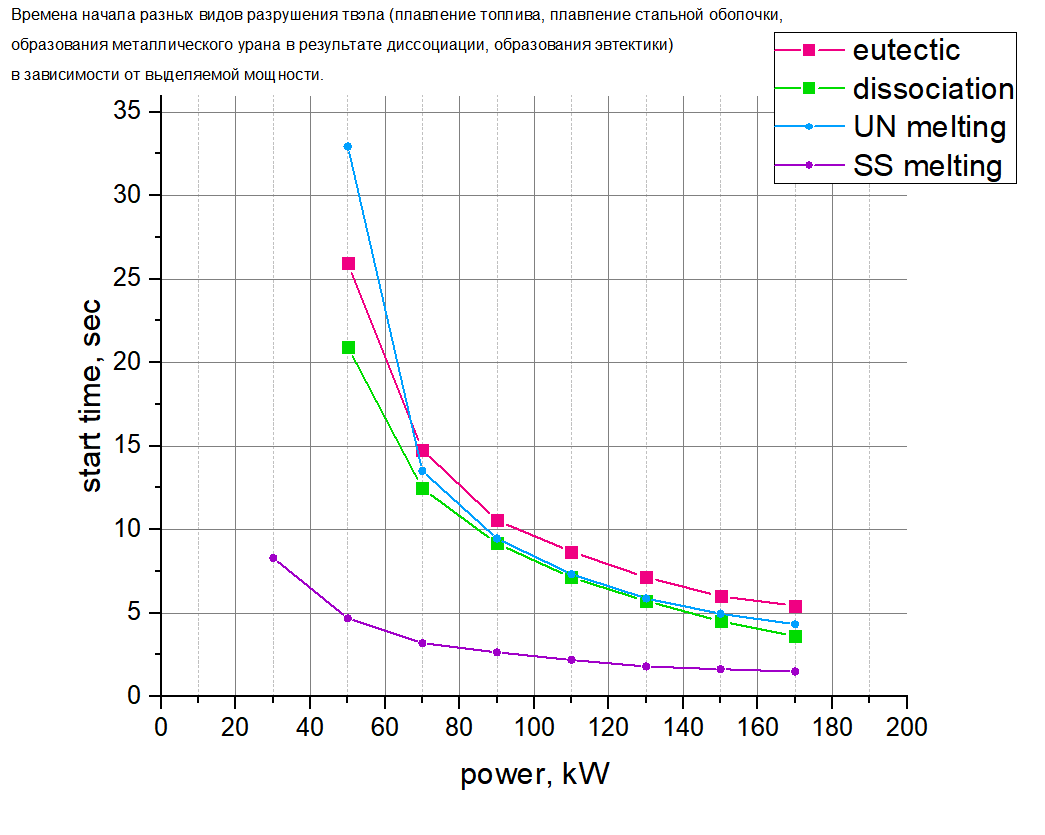 Времена начала разных видов разрушения твэла (плавление топлива, плавление стальной оболочки,
образования металлического урана в результате диссоциации, образования эвтектики)
в зависимости от выделяемой мощности.
eutectic
dissociation
UN melting
SS melting
35
30
25
20
15
10
5
0
start time, sec
0 20 40 60 80 100 120 140 160 180 200
power, kW